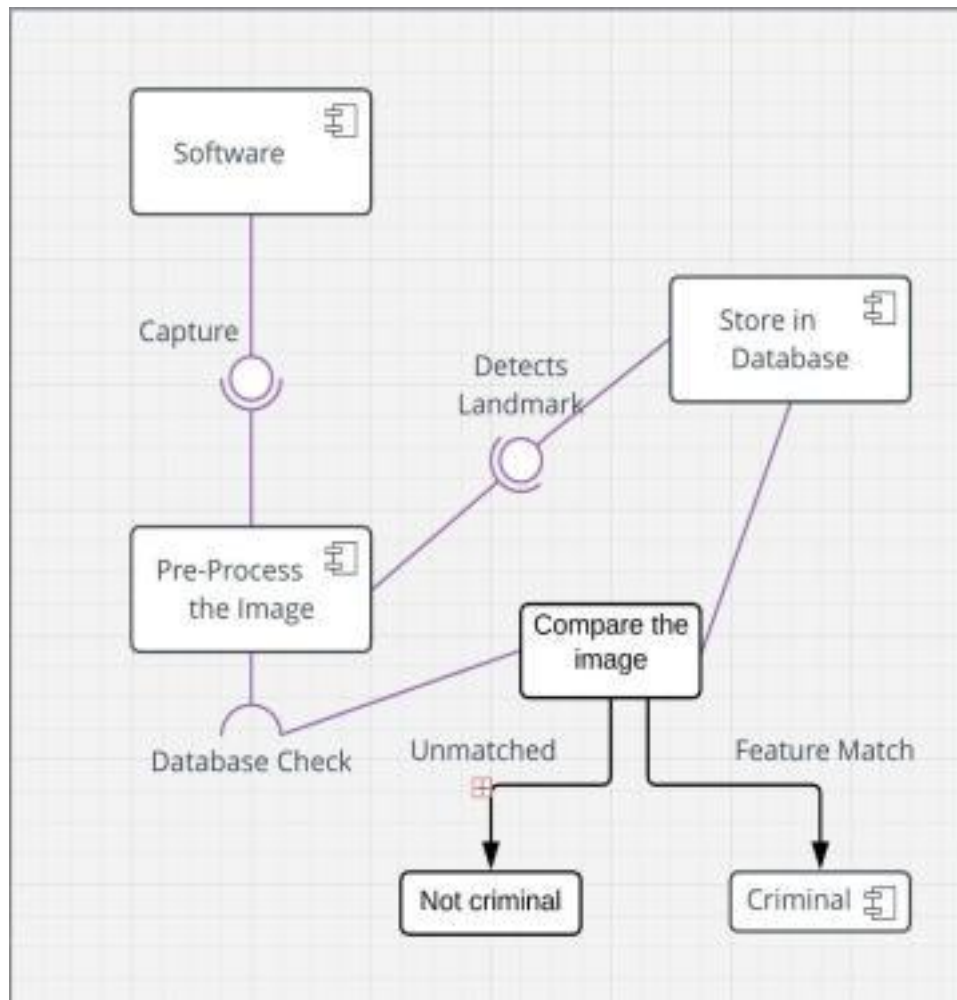 Software
Capture
Store in
Database
Detects
Landmark
Pre-Process
the Image
Compare the
image
Database Check
Unmatched
Feature Match
Not criminal
Criminal